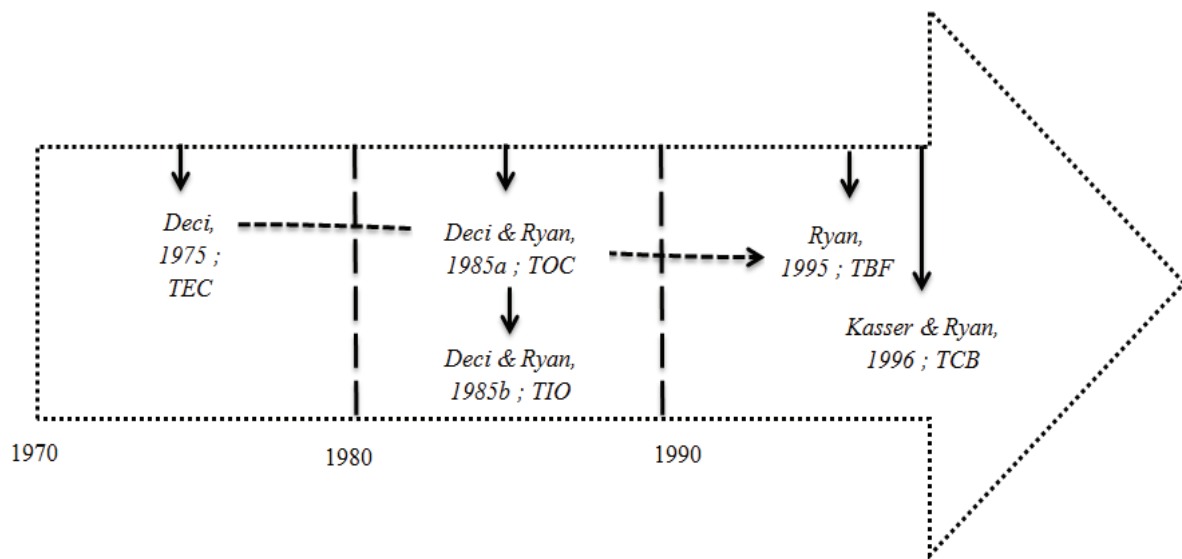 Deci,
1975 ; 
TEC
Deci & Ryan,
1985a ; TOC
Deci & Ryan,
1985b ; TIO
Ryan,
1995 ; TBF
Kasser & Ryan,
1996 ; TCB
1970
1980
1990